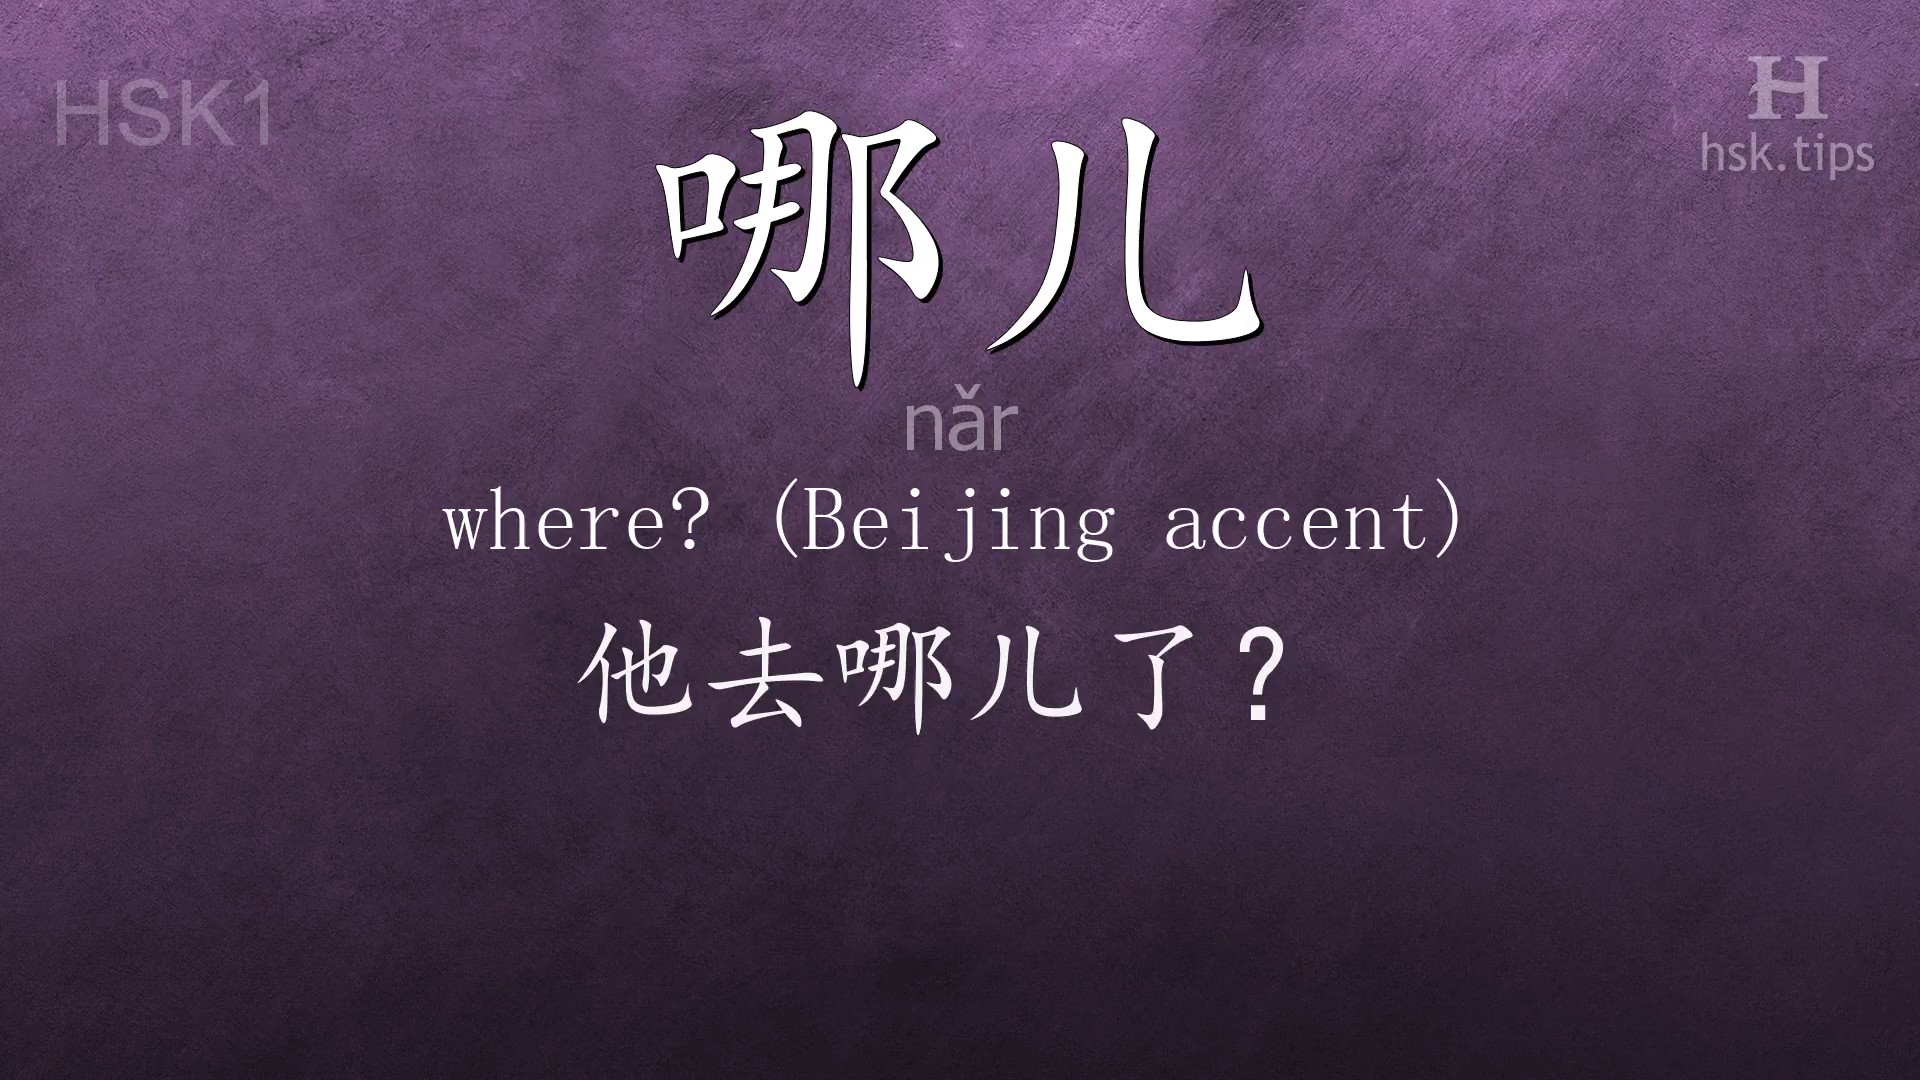 HSK1
H
hsk.tips
哪儿
nǎr
where? (Beijing accent)
他去哪儿了?